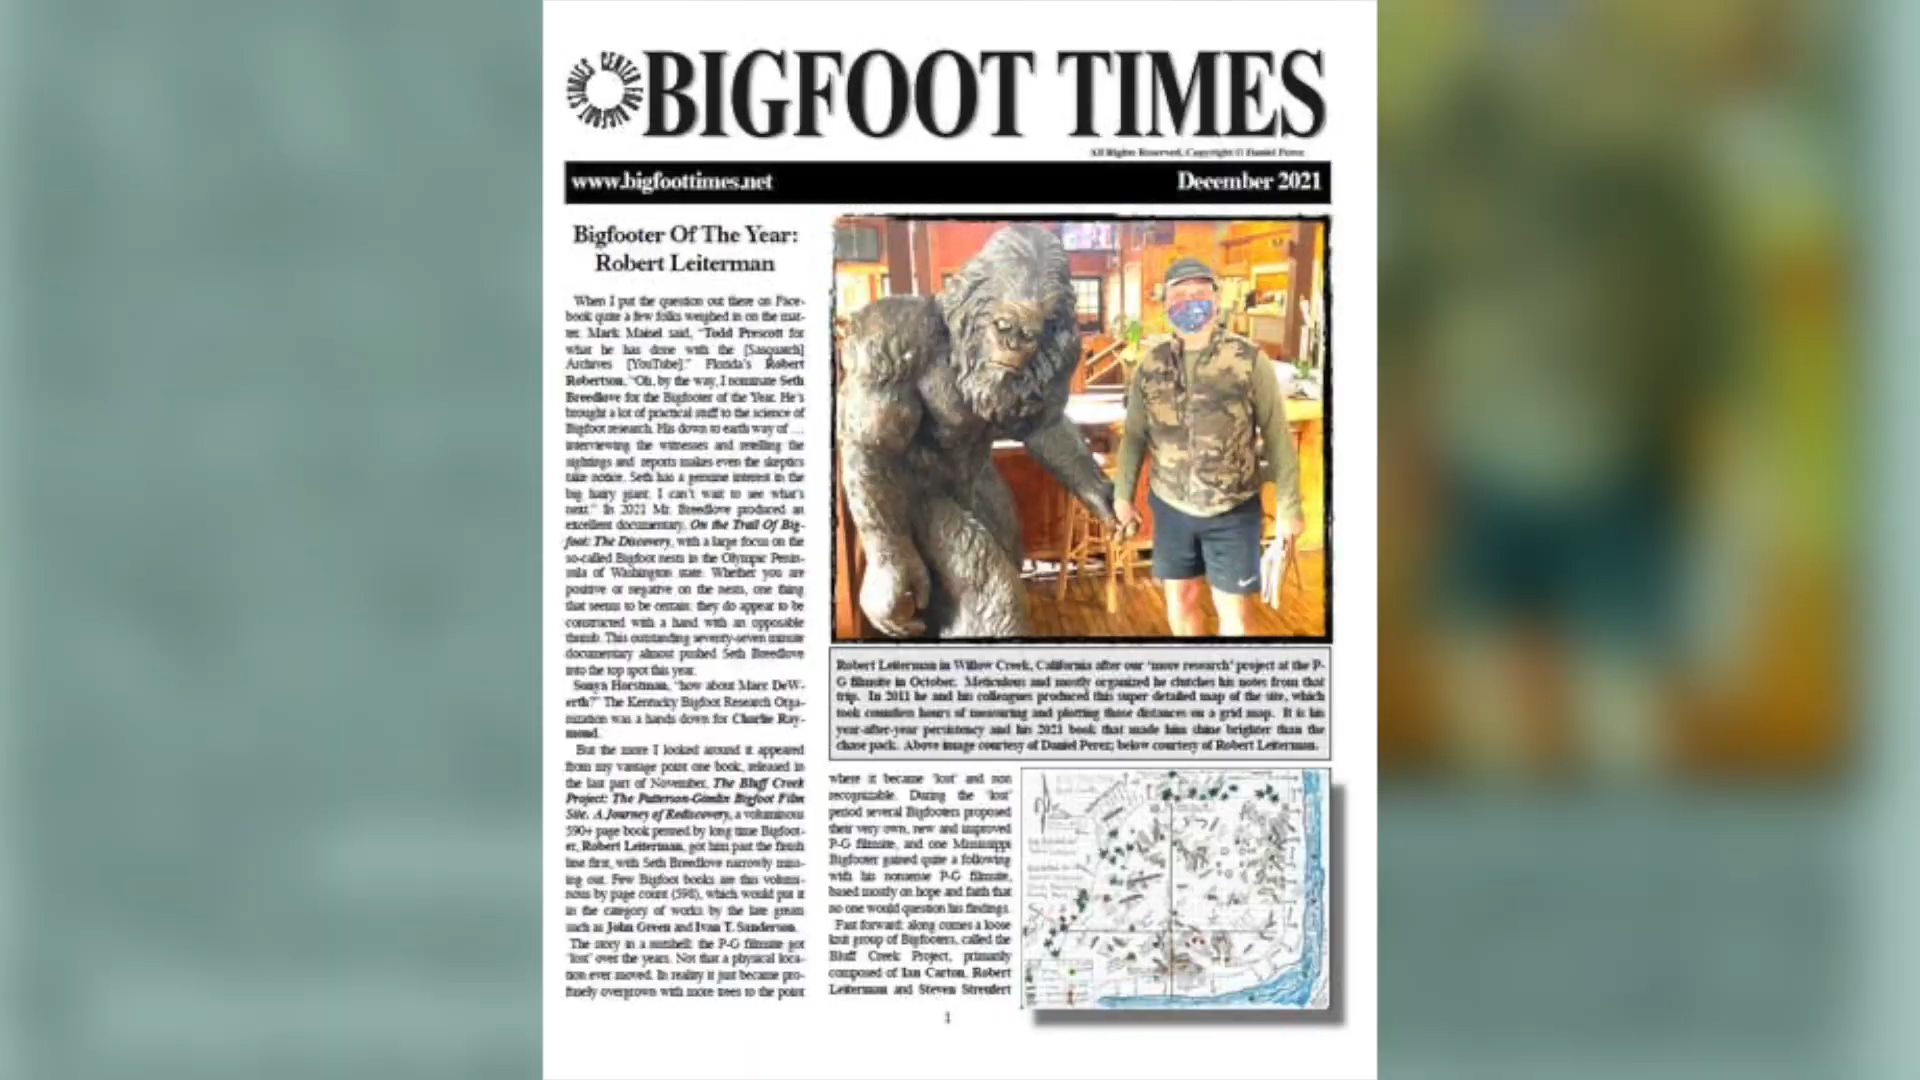 CENTER FOR BIGFOOT STUDIES
BIGFOOT TIMES
All Rights Reserved, Copyright © Daniel Perez
www.bigfoottimes.net
December 2021
Bigfooter Of The Year:
Robert Leiterman
When I put the question out there on Face-
book quite a few folks weighed in on the mat-
ter. Mark Maisel said, "Todd Prescott for
what he has done with the [Sasquatch]
Archives [YouTube]." Florida's Robert
Robertson, "Oh, by the way, I nominate Seth
Breedlove for the Bigfooter of the Year. He's
brought a lot of practical stuff to the science of
Bigfoot research. His down to earth way of ...
interviewing the witnesses and retelling the
sightings and reports makes even the skeptics
take notice. Seth has a genuine interest in the
big hairy giant. I can't wait to see what's
next." In 2021 Mr. Breedlove produced an
excellent documentary, On the Trail Of Big-
foot: The Discovery, with a large focus on the
so-called Bigfoot nests in the Olympic Penin-
sula of Washington state. Whether you are
positive or negative on the nests, one thing
that seems to be certain: they do appear to be
constructed with a hand with an opposable
thumb. This outstanding seventy-seven minute
documentary almost pushed Seth Breedlove
into the top spot this year.
Sonya Horstman, "how about Marc DeW-
erth?" The Kentucky Bigfoot Research Orga-
nization was a hands down for Charlie Ray-
mond.
But the more I looked around it appeared
from my vantage point one book, released in
the last part of November, The Bluff Creek
Project: The Patterson-Gimlin Bigfoot Film
Site, A Journey of Rediscovery, a voluminous
590+ page book penned by long time Bigfoot-
er, Robert Leiterman, got him past the finish
line first, with Seth Breedlove narrowly miss-
ing out. Few Bigfoot books are this volumi-
nous by page count (598), which would put it
in the category of works by the late great
such as John Green and Ivan T. Sanderson.
The story in a nutshell: the P-G filmsite got
'lost' over the years. Not that a physical loca-
tion ever moved. In reality it just became pro-
fusely overgrown with more trees to the point
Robert Leiterman in Willow Creek, California after our 'more research' project at the P-
G filmsite in October. Meticulous and mostly organized he clutches his notes from that
trip. In 2011 he and his colleagues produced this super detailed map of the site, which
took countless hours of measuring and plotting those distances on a grid map. It is his
year-after-year persistency and his 2021 book that made him shine brighter than the
chase pack. Above image courtesy of Daniel Perez; below courtesy of Robert Leiterman.
where it became 'lost' and non
recognizable. During the 'lost'
period several Bigfooters proposed
their very own, new and improved
P-G filmsite, and one Mississippi
Bigfooter gained quite a following
with his nonsense P-G filmsite,
based mostly on hope and faith that
no one would question his findings.
Fast forward: along comes a loose
knit group of Bigfooters, called the
Bluff Creek Project, primarily
composed of Ian Carton, Robert
Leiterman and Steven Streufert
1